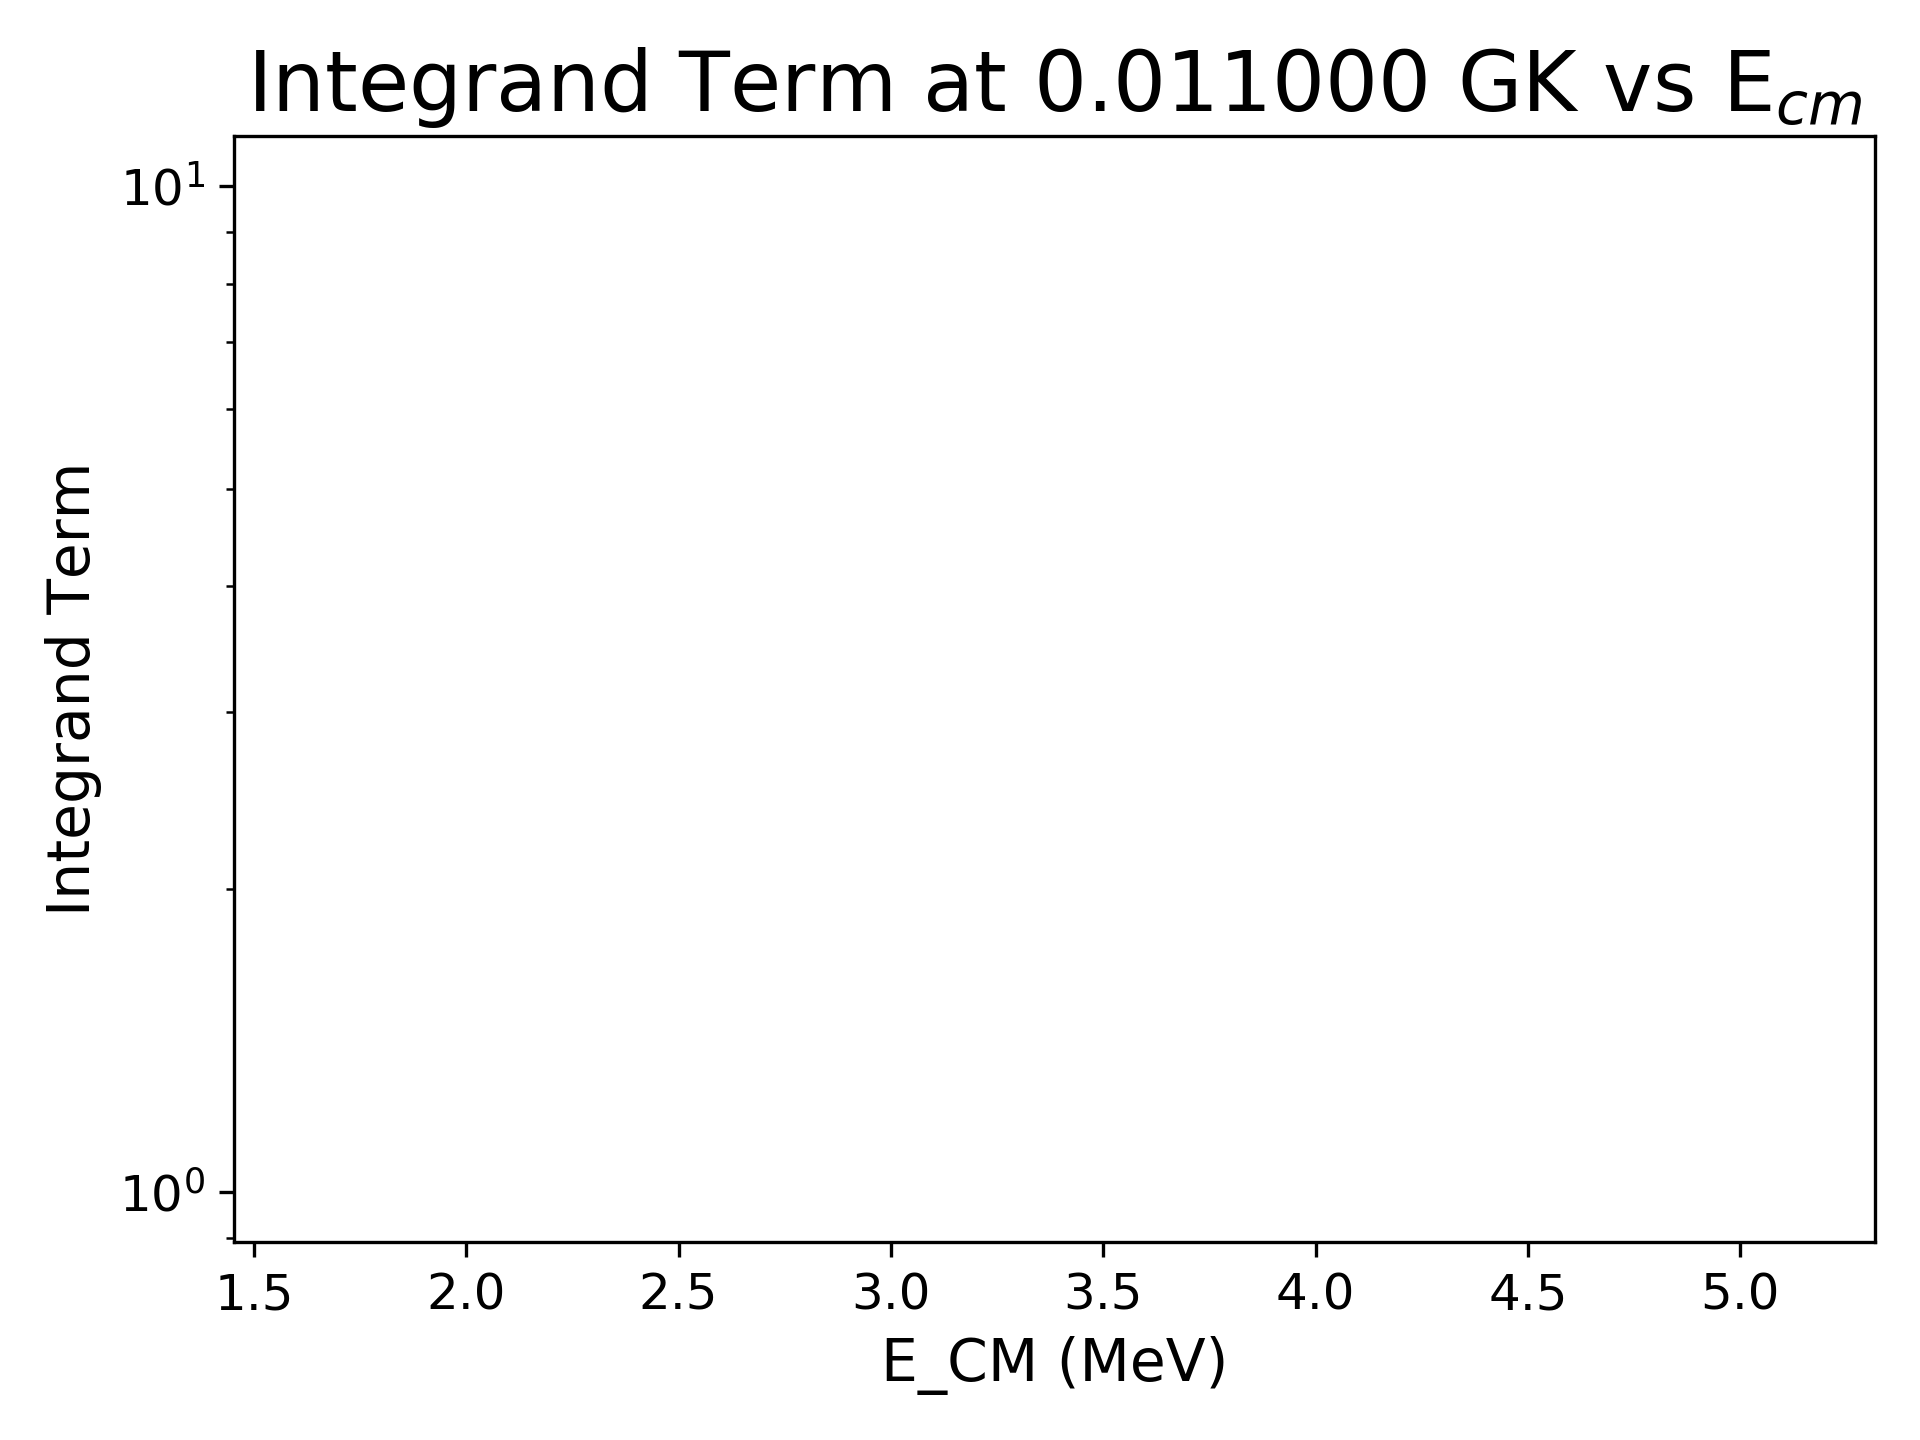 Integrand Term at 0.011000 GK vs E_cm
10^1
Integrand Term
10^0
1.5 2.0 2.5 3.0 3.5 4.0 4.5 5.0
E_CM (MeV)